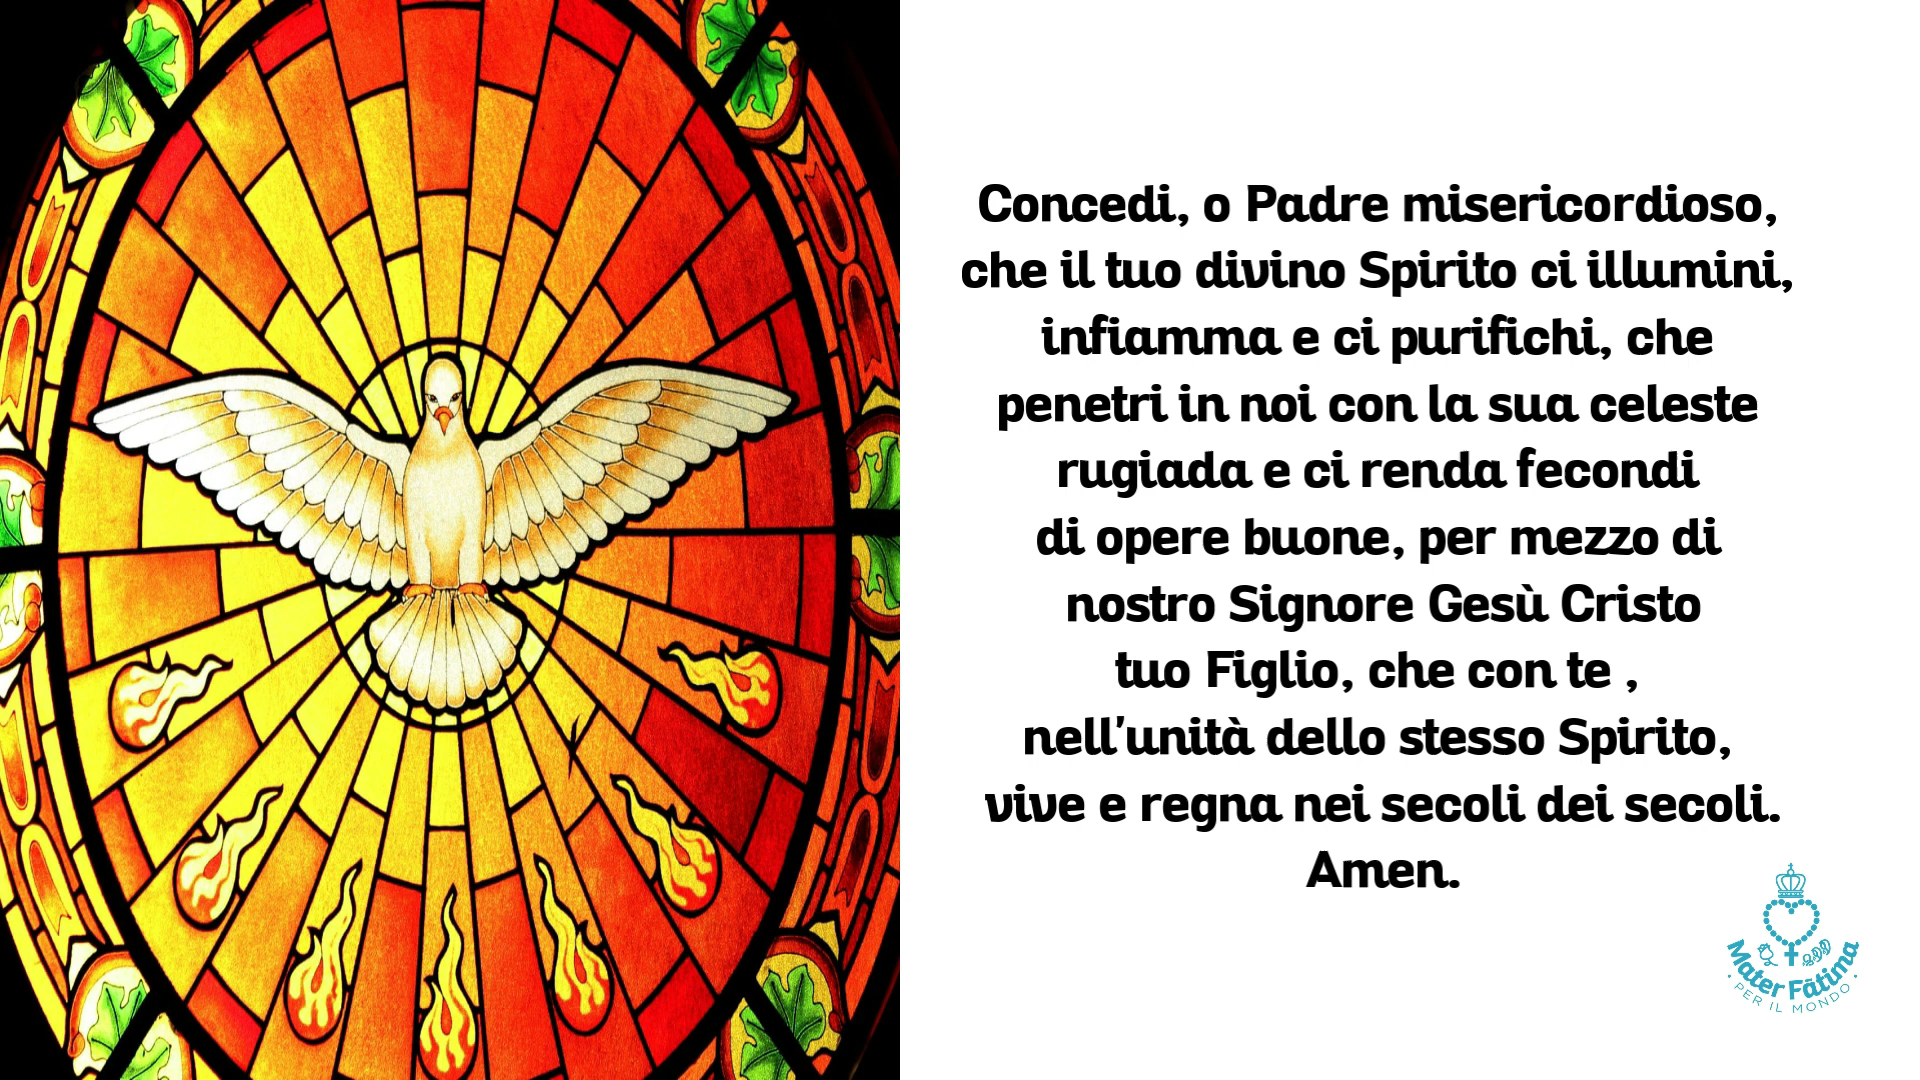 Concedi, o Padre misericordioso,
che il tuo divino Spirito ci illumini,
infiamma e ci purifichi, che
penetri in noi con la sua celeste
rugiada e ci renda fecondi
di opere buone, per mezzo di
nostro Signore Gesù Cristo
tuo Figlio, che con te ,
nell'unità dello stesso Spirito,
vive e regna nei secoli dei secoli.
Amen.
Mater Fátima
PER IL MONDO